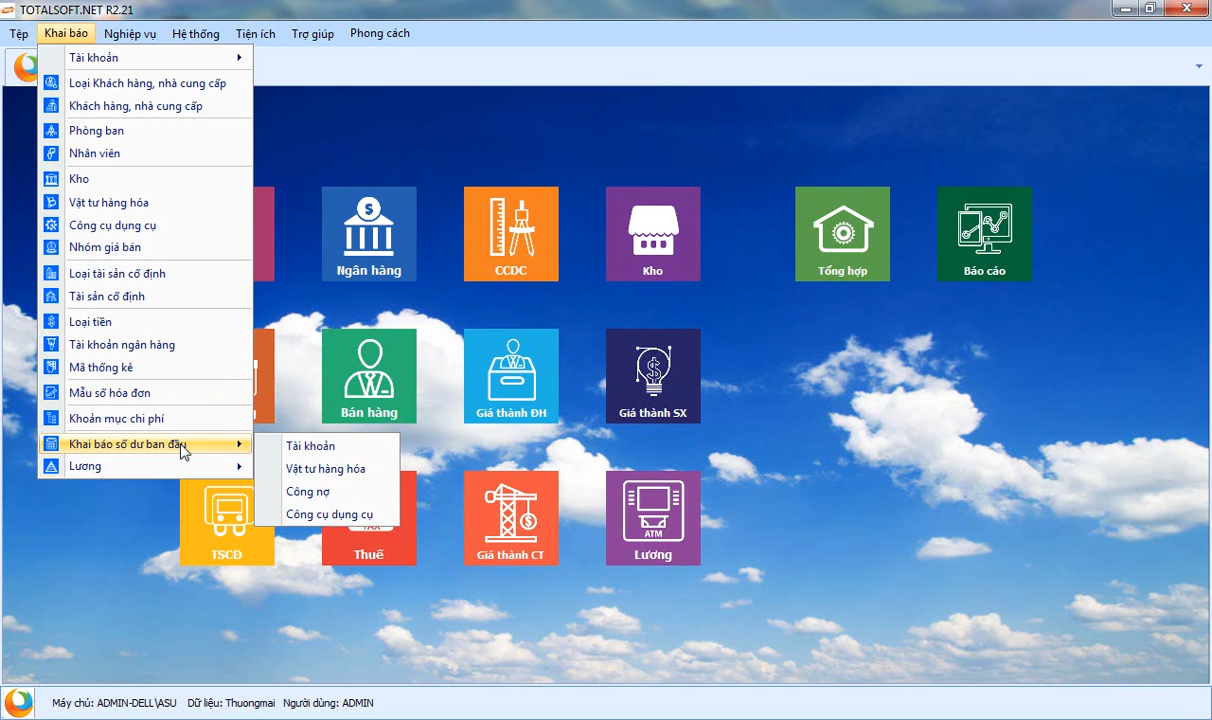 TOTALSOFT.NET R2.21
Tệp Khai báo Nghiệp vụ Hệ thống Tiện ích Trợ giúp Phong cách
Tài khoản
Loại Khách hàng, nhà cung cấp
Khách hàng, nhà cung cấp
Phòng ban
Nhân viên
Kho
Vật tư hàng hóa
Công cụ dụng cụ
Nhóm giá bán
Loại tài sản cố định
Tài sản cố định
Loại tiền
Tài khoản ngân hàng
Mã thống kê
Mẫu số hóa đơn
Khoản mục chi phí
Khai báo số dư ban đầu
Lương
Tài khoản
Vật tư hàng hóa
Công nợ
Công cụ dụng cụ
Ngân hàng CCDC Kho Tổng hợp Báo cáo
Bán hàng Giá thành ĐH Giá thành SX
ATM
TSCĐ Thuế Giá thành CT Lương
Máy chủ: ADMIN-DELL\ASU Dữ liệu: Thuongmai Người dùng: ADMIN